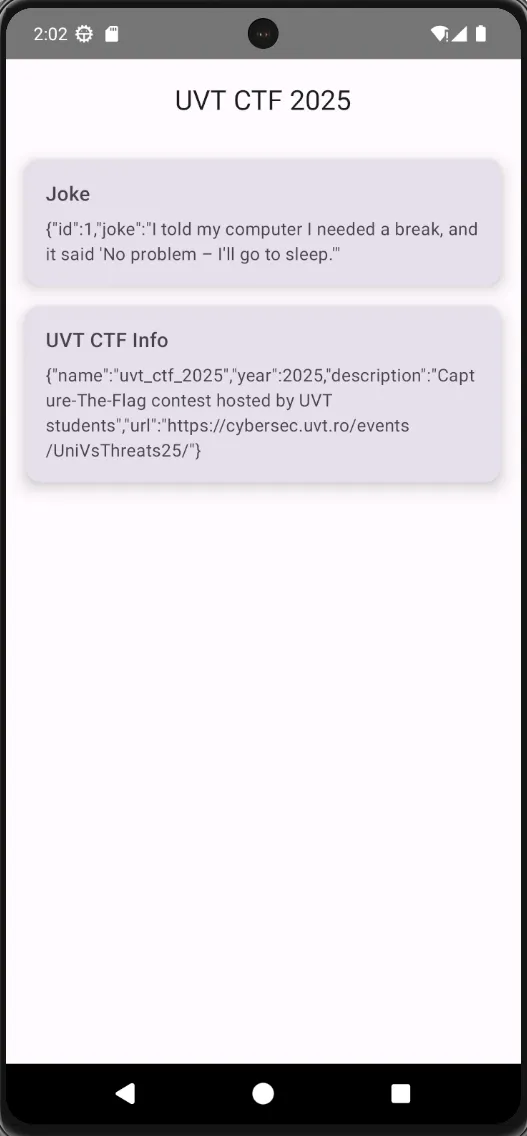 2:02
UVT CTF 2025
Joke
{"id":1,"joke":"I told my computer I needed a break, and
it said 'No problem – I'll go to sleep.'"
UVT CTF Info
{"name":"uvt_ctf_2025","year":2025,"description":"Capt
ure-The-Flag contest hosted by UVT
students","url":"https://cybersec.uvt.ro/events
/UniVsThreats25/"}